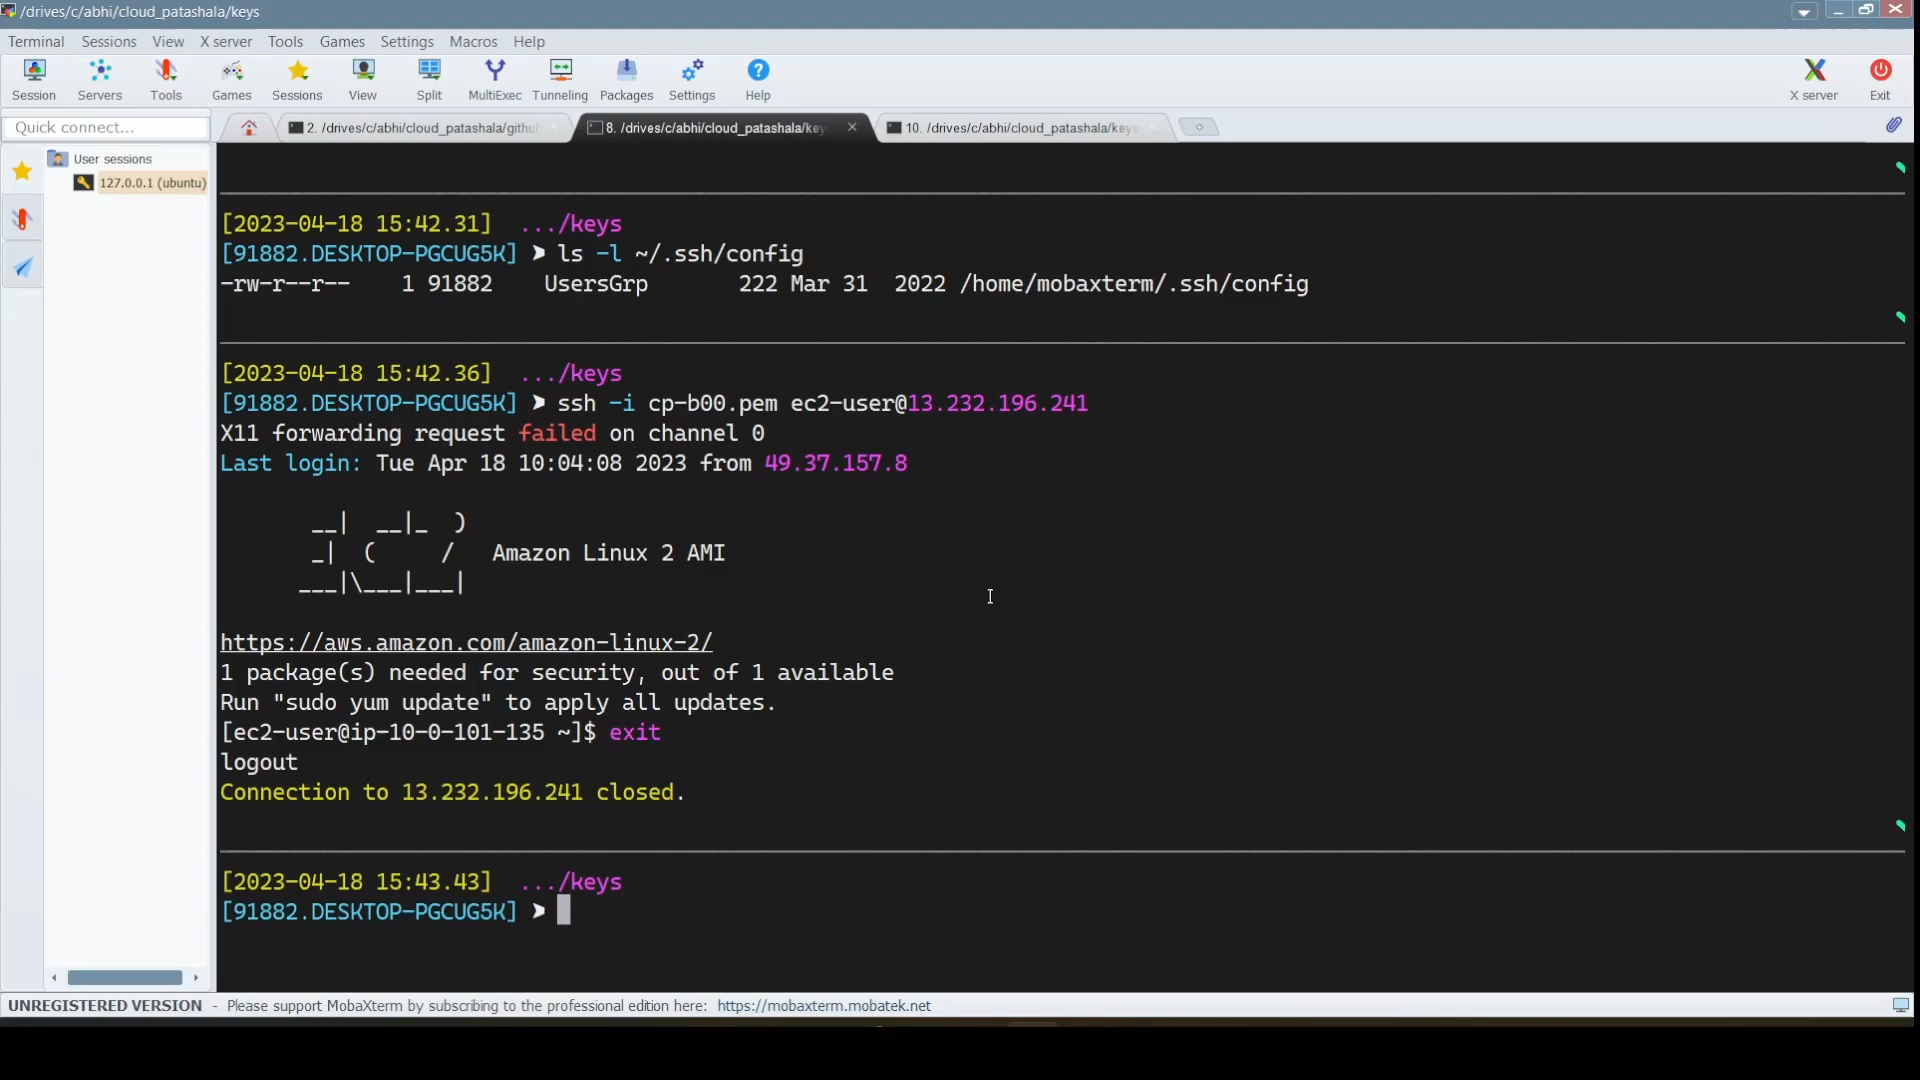 /drives/c/abhi/cloud_patashala/keys
Terminal Sessions View X server Tools Games Settings Macros Help
Session Servers Tools Games Sessions View Split MultiExec Tunneling Packages Settings Help X server Exit
Quick connect...
2. /drives/c/abhi/cloud_patashala/githu
8. /drives/c/abhi/cloud_patashala/key
10. /drives/c/abhi/cloud_patashala/keys
User sessions
127.0.0.1 (ubuntu)
[2023-04-18 15:42.31] .../keys
[91882.DESKTOP-PGCUG5K] ➤ ls -l ~/.ssh/config
-rw-r--r-- 1 91882 UsersGrp 222 Mar 31 2022 /home/mobaxterm/.ssh/config
[2023-04-18 15:42.36] .../keys
[91882.DESKTOP-PGCUG5K] ➤ ssh -i cp-b00.pem ec2-user@13.232.196.241
X11 forwarding request failed on channel 0
Last login: Tue Apr 18 10:04:08 2023 from 49.37.157.8
__| __|_ )
_| ( / Amazon Linux 2 AMI
___|\___|___|
https://aws.amazon.com/amazon-linux-2/
1 package(s) needed for security, out of 1 available
Run "sudo yum update" to apply all updates.
[ec2-user@ip-10-0-101-135 ~]$ exit
logout
Connection to 13.232.196.241 closed.
[2023-04-18 15:43.43] .../keys
[91882.DESKTOP-PGCUG5K] ➤
UNREGISTERED VERSION - Please support MobaXterm by subscribing to the professional edition here: https://mobaxterm.mobatek.net